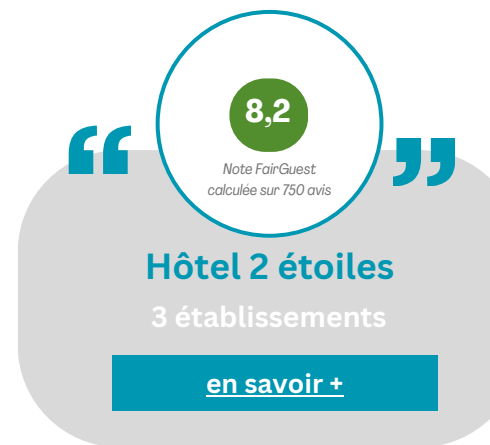 8,2
Note FairGuest
calculée sur 750 avis
“ ”
Hôtel 2 étoiles
3 établissements
en savoir +